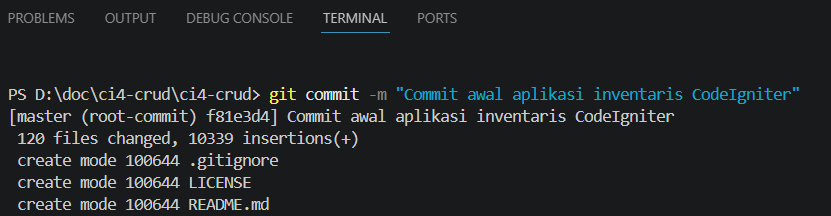 PROBLEMS OUTPUT DEBUG CONSOLE TERMINAL PORTS
PS D:\doc\ci4-crud\ci4-crud> git commit -m "Commit awal aplikasi inventaris CodeIgniter"
[master (root-commit) f81e3d4] Commit awal aplikasi inventaris CodeIgniter
 120 files changed, 10339 insertions(+)
 create mode 100644 .gitignore
 create mode 100644 LICENSE
 create mode 100644 README.md